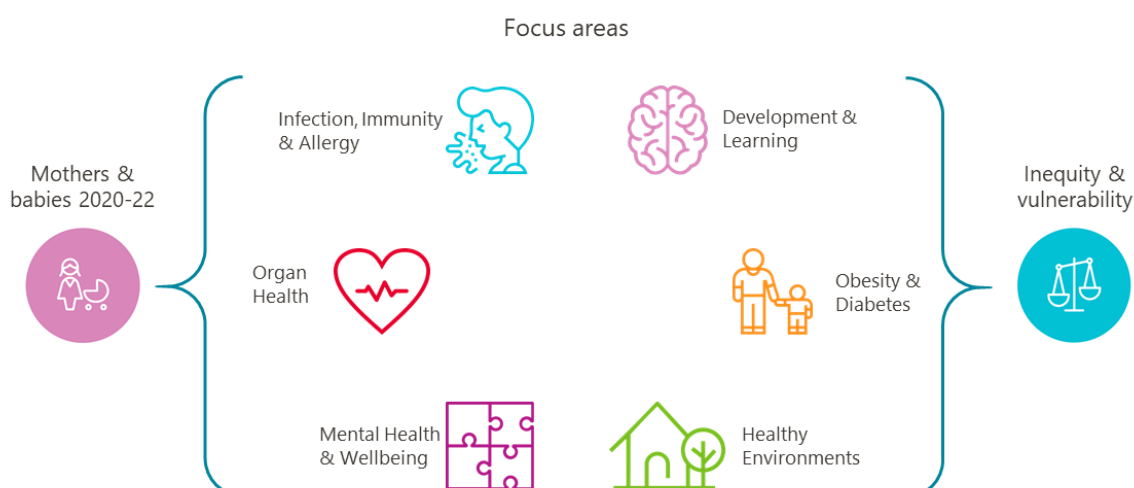 Focus areas
Mothers &
babies 2020-22
Infection, Immunity
& Allergy
Development &
Learning
Inequity &
vulnerability
Organ
Health
Obesity &
Diabetes
Mental Health
& Wellbeing
Healthy
Environments